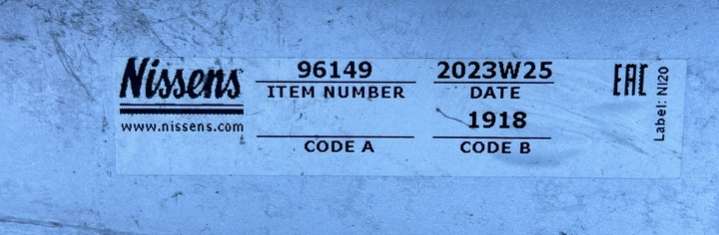 Nissens
www.nissens.com
96149
ITEM NUMBER
CODE A
2023W25
DATE
1918
CODE B
EAC
Label: NI20